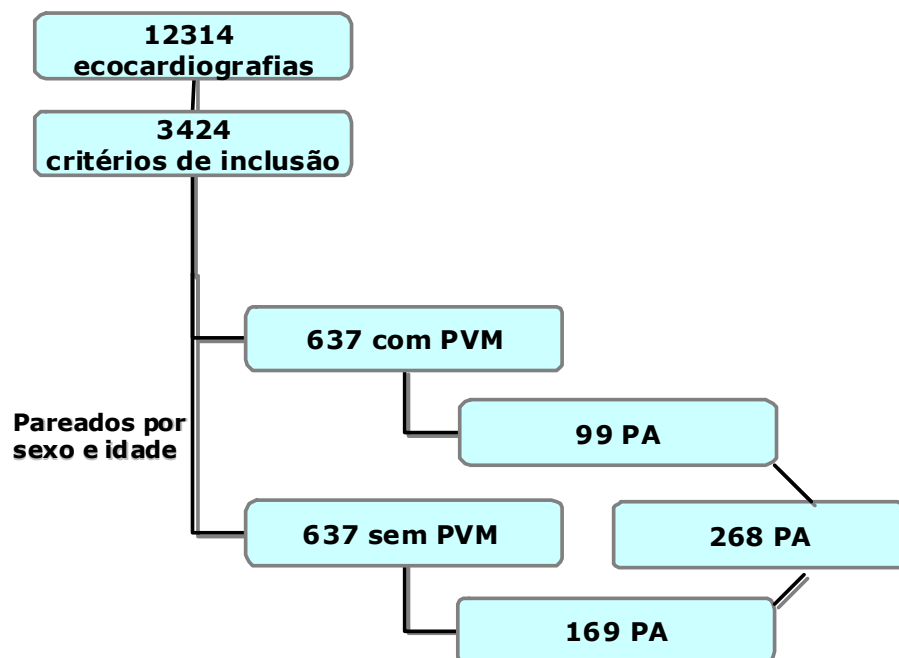 12314
ecocardiografias
3424
critérios de inclusão
637 com PVM
99 PA
Pareados por
sexo e idade
637 sem PVM
268 PA
169 PA